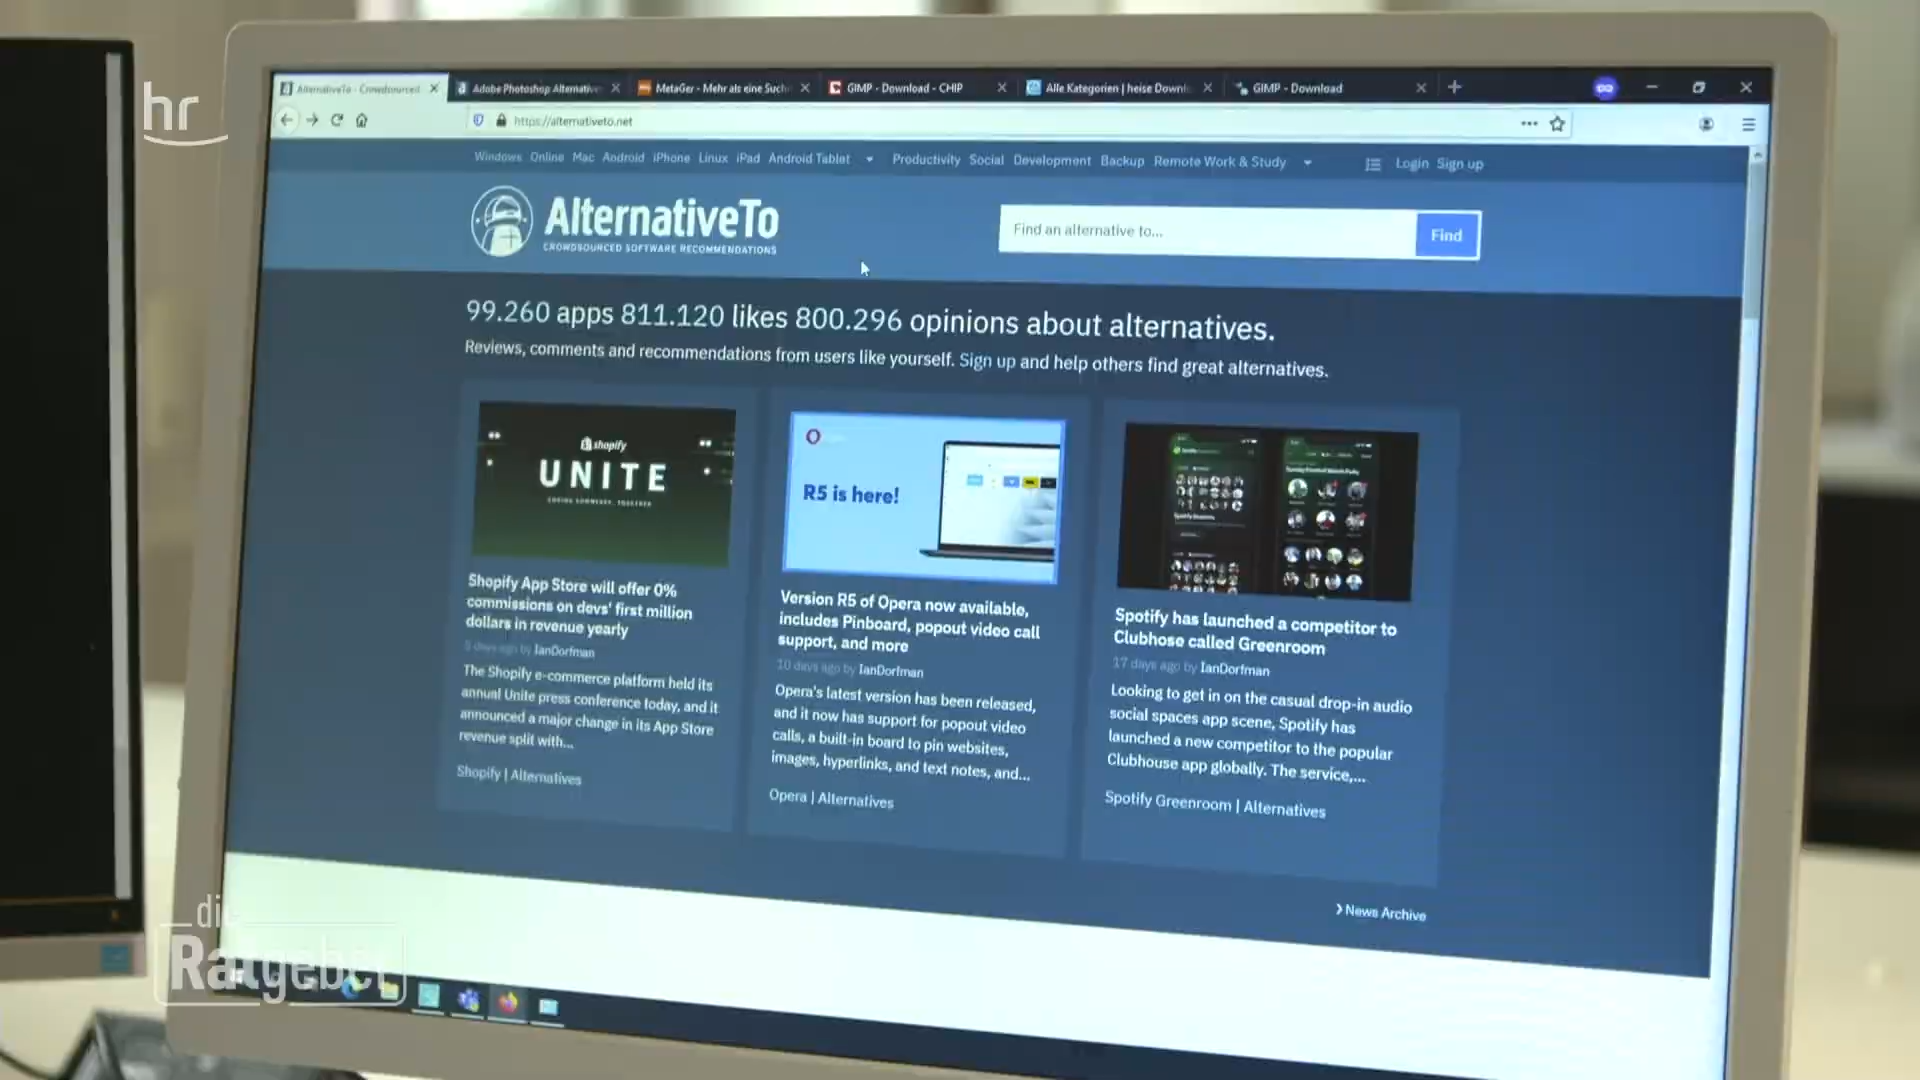 hr
AlternativeTo - Crowdsourced
Adobe Photoshop Alternative
MetaGer - Mehr als eine Such
GIMP - Download - CHIP
Alle Kategorien | heise Downl
GIMP - Download
https://alternativeto.net
Windows Online Mac Android iPhone Linux iPad Android Tablet
Productivity Social Development Backup Remote Work & Study
Login Sign up
AlternativeTo
CROWDSOURCED SOFTWARE RECOMMENDATIONS
Find an alternative to...
Find
99.260 apps 811.120 likes 800.296 opinions about alternatives.
Reviews, comments and recommendations from users like yourself. Sign up and help others find great alternatives.
shopify
UNITE
Shopify App Store will offer 0%
commissions on devs' first million
dollars in revenue yearly
days ago by IanDorfman
The Shopify e-commerce platform held its
annual Unite press conference today, and it
announced a major change in its App Store
revenue split with...
Shopify | Alternatives
R5 is here!
Version R5 of Opera now available,
includes Pinboard, popout video call
support, and more
10 days ago by IanDorfman
Opera's latest version has been released,
and it now has support for popout video
calls, a built-in board to pin websites,
images, hyperlinks, and text notes, and...
Opera | Alternatives
Spotify has launched a competitor to
Clubhose called Greenroom
17 days ago by IanDorfman
Looking to get in on the casual drop-in audio
social spaces app scene, Spotify has
launched a new competitor to the popular
Clubhouse app globally. The service,...
Spotify Greenroom | Alternatives
News Archive
die
Ratgeber